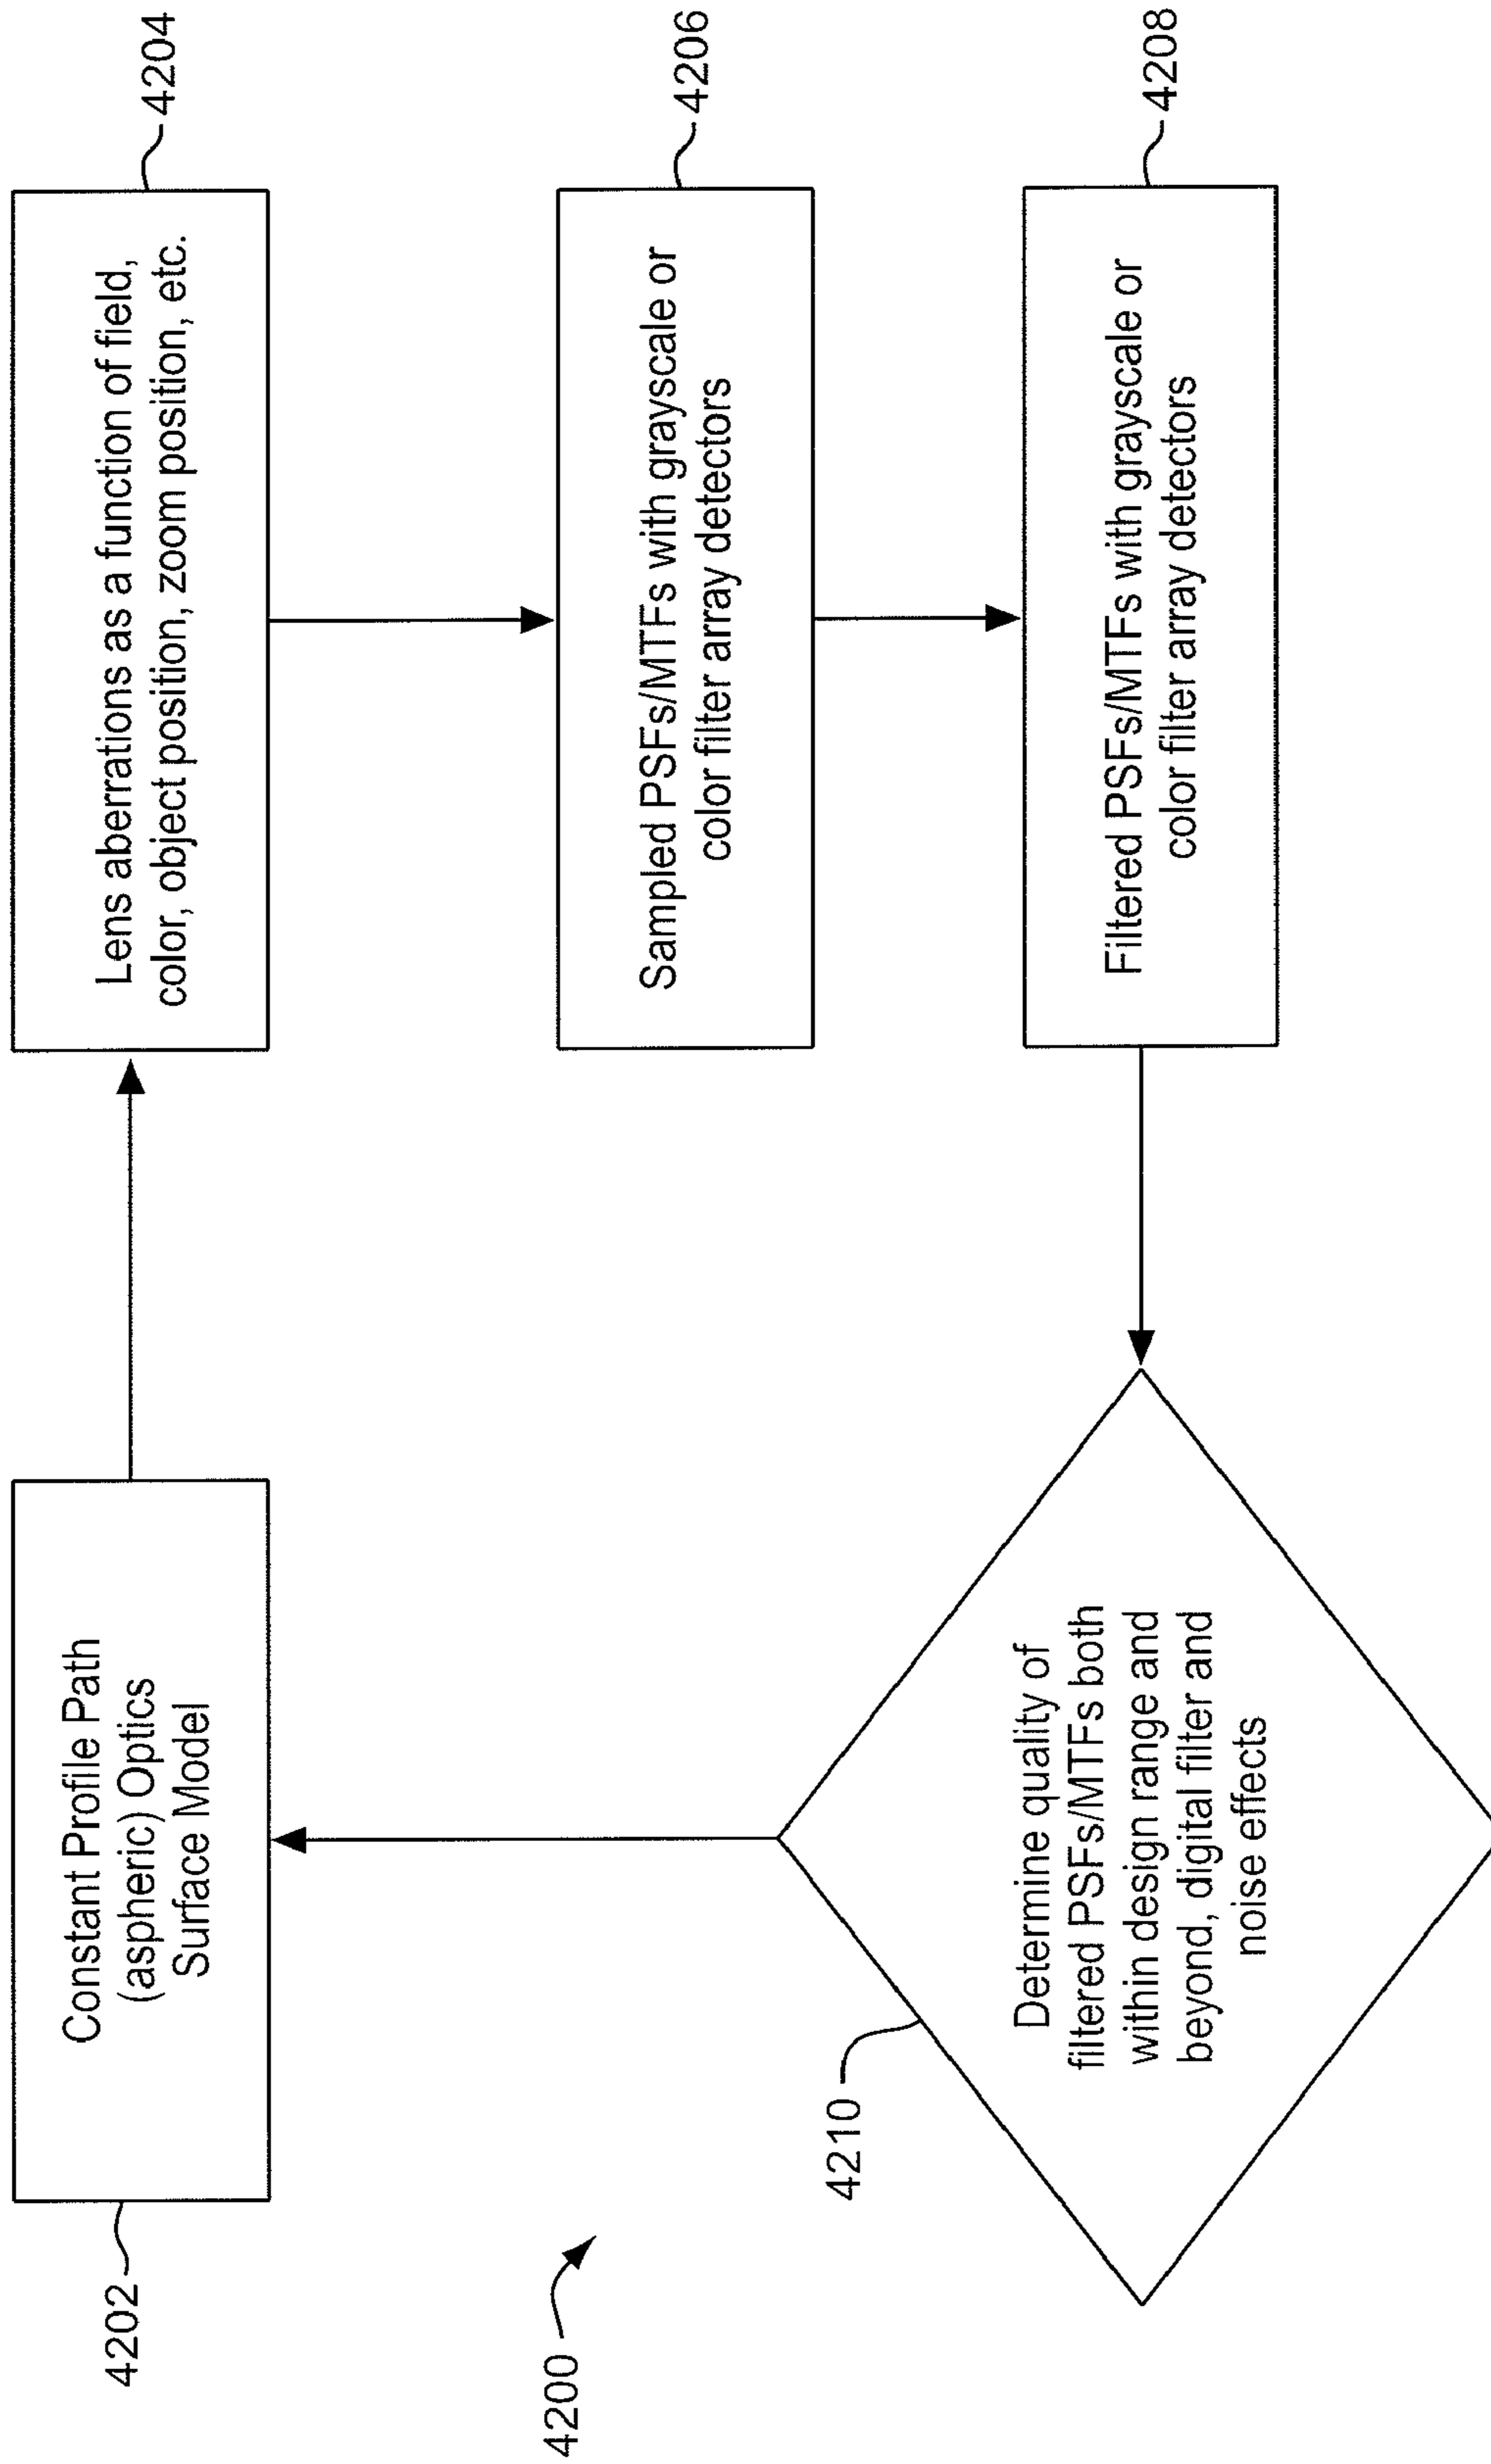 4202
Constant Profile Path
(aspheric) Optics
Surface Model
4204
Lens aberrations as a function of field,
color, object position, zoom position, etc.
4206
Sampled PSFs/MTFs with grayscale or
color filter array detectors
4208
Filtered PSFs/MTFs with grayscale or
color filter array detectors
4210
Determine quality of
filtered PSFs/MTFs both
within design range and
beyond, digital filter and
noise effects
4200